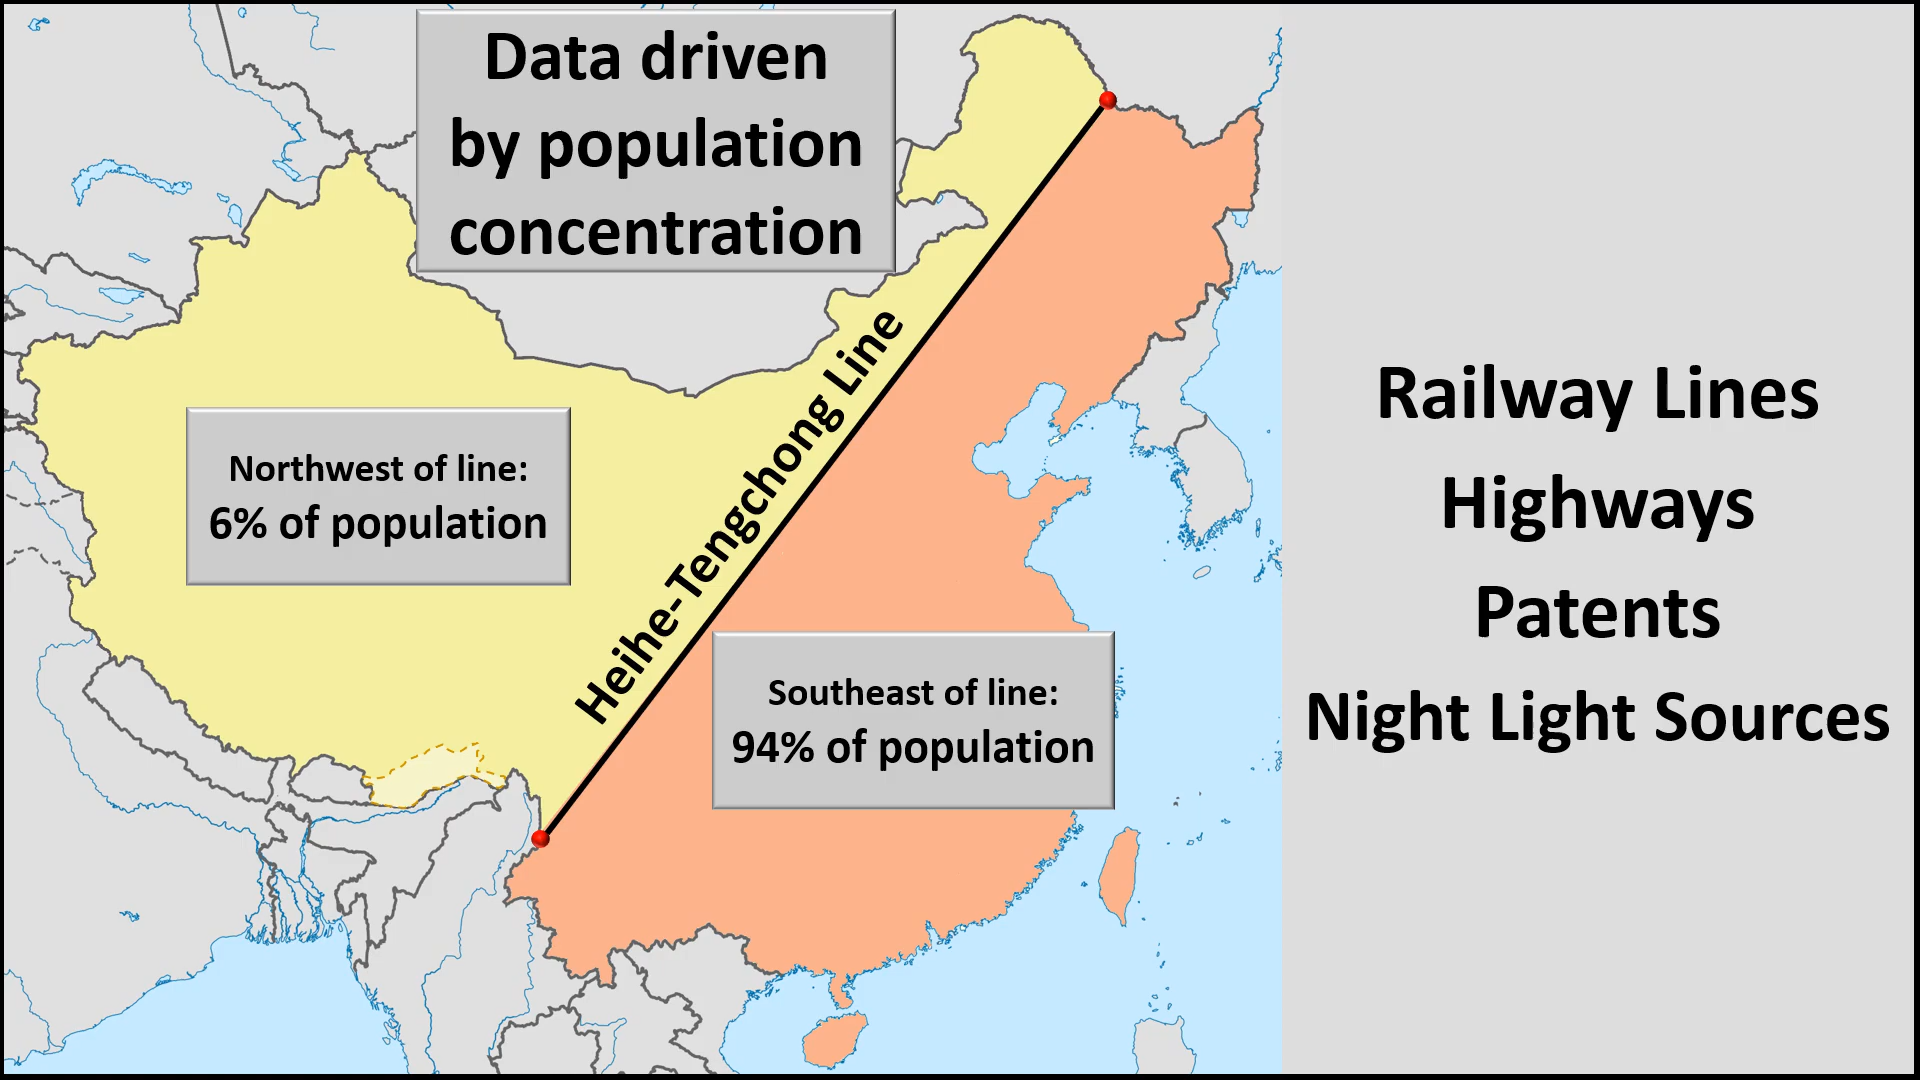 Data driven
by population
concentration
Heihe-Tengchong Line
Northwest of line:
6% of population
Southeast of line:
94% of population
Railway Lines
Highways
Patents
Night Light Sources